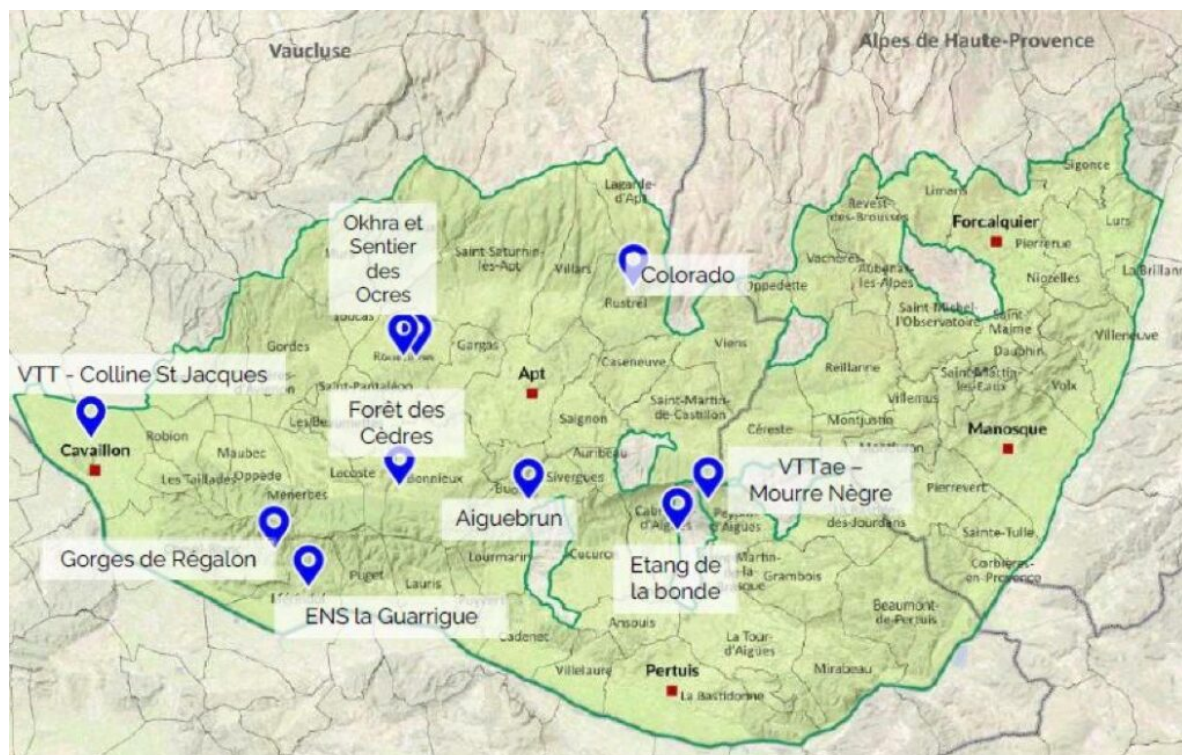 Vaucluse
Alpes de Haute-Provence
Sigonce
Lagarde-
d'Apt
Limans
Revest-
des-Brousses
Forcalquier
Lurs
Okhra et
Sentier
des
Ocres
Saint-Saturnin-
lès-Apt
Villars
Pierrerue
Vachères
Aubenas-
les-Alpes
La Brillanne
Colorado
Oppedette
Niozelles
Rustrel
Saint-Michel-
l'Observatoire
Saint-
Maime
Villeneuve
Gordes
Gargas
Viens
Dauphin
Caseneuve
Reillanne
Saint-Martin-
les-Eaux
Volx
VTT - Colline St Jacques
Apt
Villemus
Saint-Pantaléon
Forêt des
Cèdres
Saint-Martin-
de-Castillon
Saignon
Montjustin
Céreste
Manosque
Robion
Cavaillon
Maubec
Auribeau
Montfuron
Les Taillades
Oppède
Lacoste
Bonnieux
Sivergues
VTTae –
Mourre Nègre
Pierrevert
Ménerbes
Aiguebrun
Cabrières
d'Aigues
Peypin
d'Aigues
des-Jourdans
Sainte-Tulle
Gorges de Régalon
Lourmarin
Cucuron
Etang de
la bonde
Corbières-
en-Provence
Puget
Lauris
Grambois
ENS la Guarrigue
Beaumont-
de-Pertuis
Ansouis
Cadenet
La Tour-
d'Aigues
Villelaure
Pertuis
Mirabeau
La Bastidonne